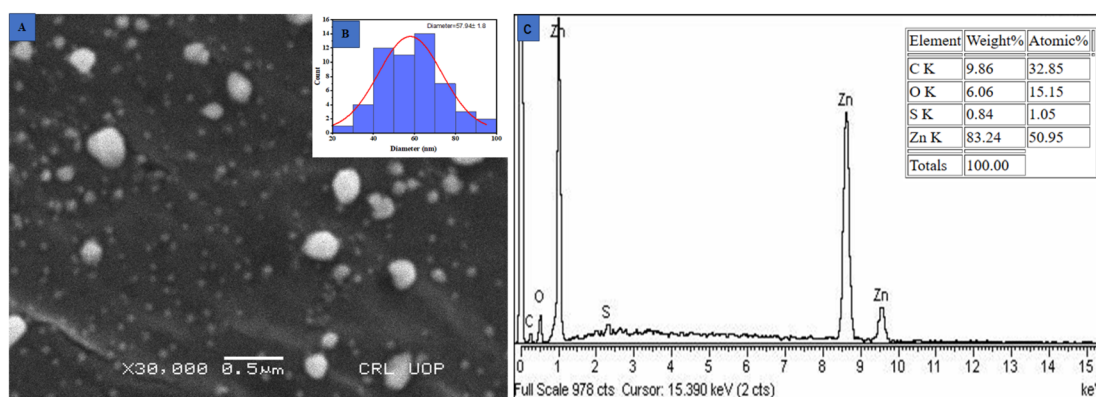 A
B
Diameter=57.94± 1.8
16
14
12
10
8
6
4
2
0
Count
20 40 60 80 100
Diameter (nm)
×30,000 0.5µm CRL UOP
C
Zn
O
C
S
Zn
Zn
Element Weight% Atomic%
C K 9.86 32.85
O K 6.06 15.15
S K 0.84 1.05
Zn K 83.24 50.95
Totals 100.00
0 1 2 3 4 5 6 7 8 9 10 11 12 13 14 15
Full Scale 978 cts Cursor: 15.390 keV (2 cts)